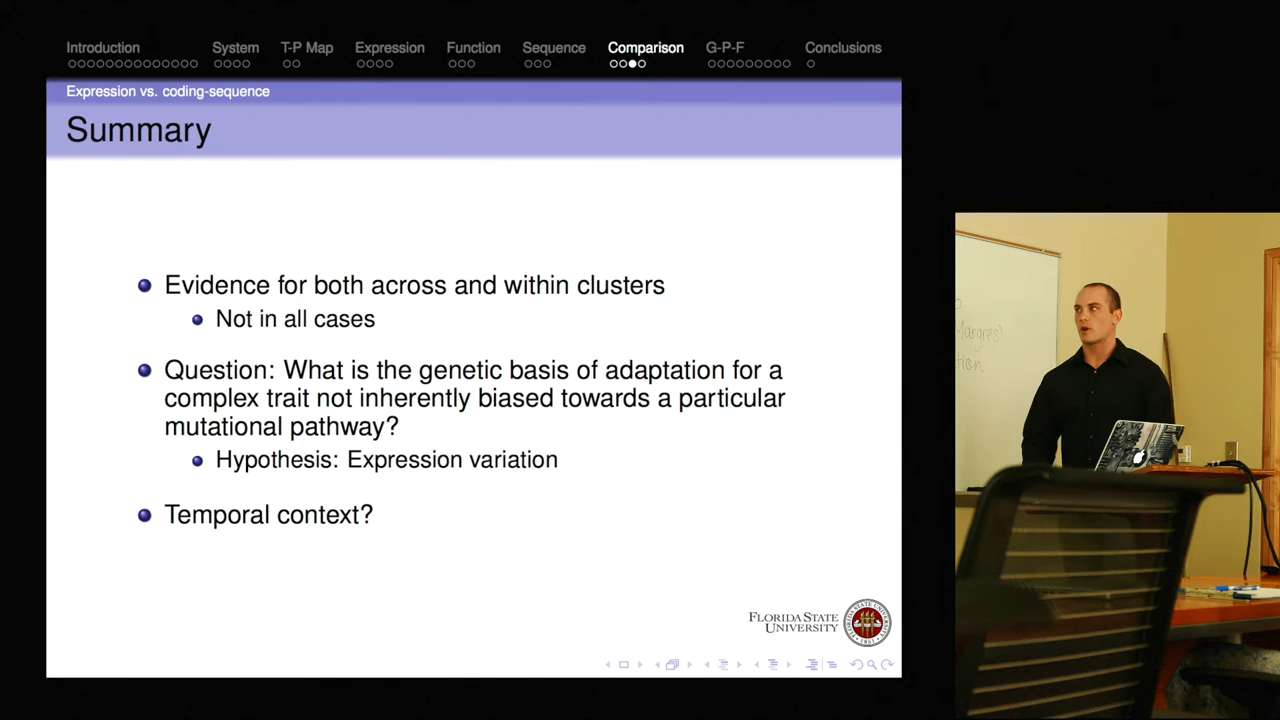 Introduction System T-P Map Expression Function Sequence Comparison G-P-F Conclusions
Expression vs. coding-sequence
Summary
Evidence for both across and within clusters
Not in all cases
Question: What is the genetic basis of adaptation for a
complex trait not inherently biased towards a particular
mutational pathway?
Hypothesis: Expression variation
Temporal context?
FLORIDA STATE
UNIVERSITY
Margres'